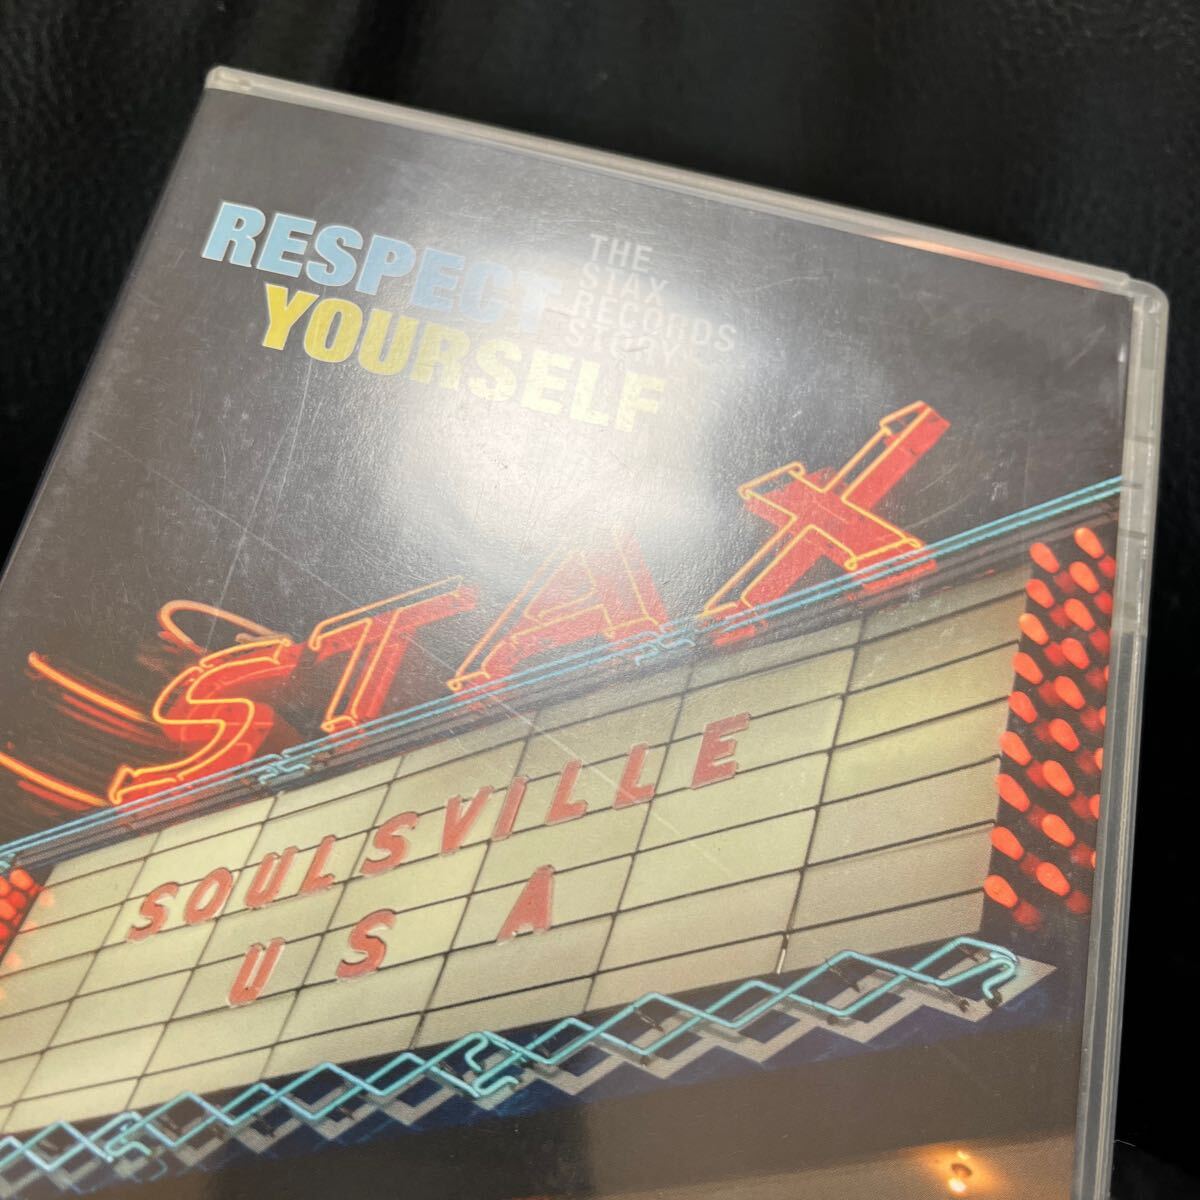 RESPECT
YOURSELF
THE
STAX
RECORDS
STORY
STAX
SOULSVILLE
U S A